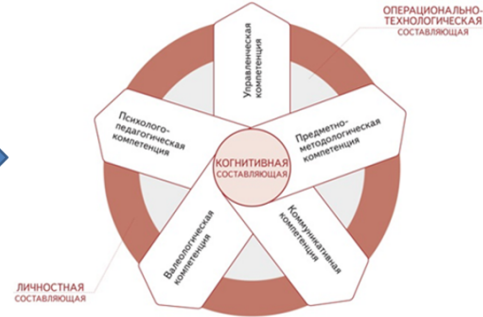 ОПЕРАЦИОНАЛЬНО-
ТЕХНОЛОГИЧЕСКАЯ
СОСТАВЛЯЮЩАЯ
Управленческая
компетенция
Психолого-
педагогическая
компетенция
Предметно-
методологическая
компетенция
КОГНИТИВНАЯ
СОСТАВЛЯЮЩАЯ
Валеологическая
компетенция
Коммуникативная
компетенция
ЛИЧНОСТНАЯ
СОСТАВЛЯЮЩАЯ